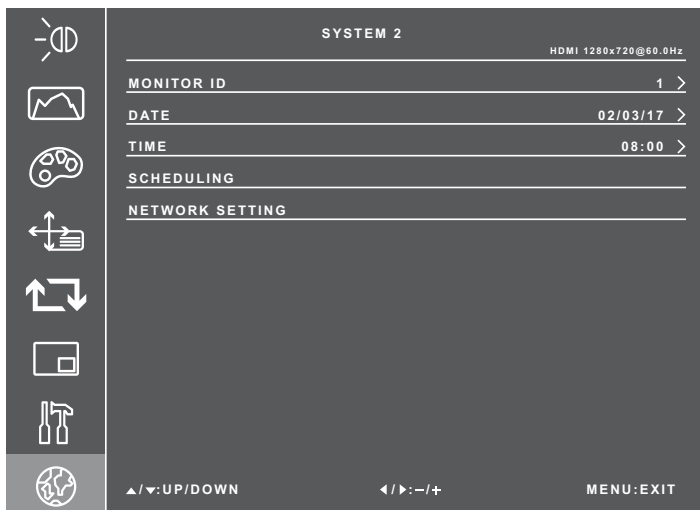 SYSTEM 2
HDMI 1280x720@60.0Hz
MONITOR ID 1 >
DATE 02/03/17 >
TIME 08:00 >
SCHEDULING
NETWORK SETTING
▲/▼:UP/DOWN ◀/▶:−/+ MENU:EXIT